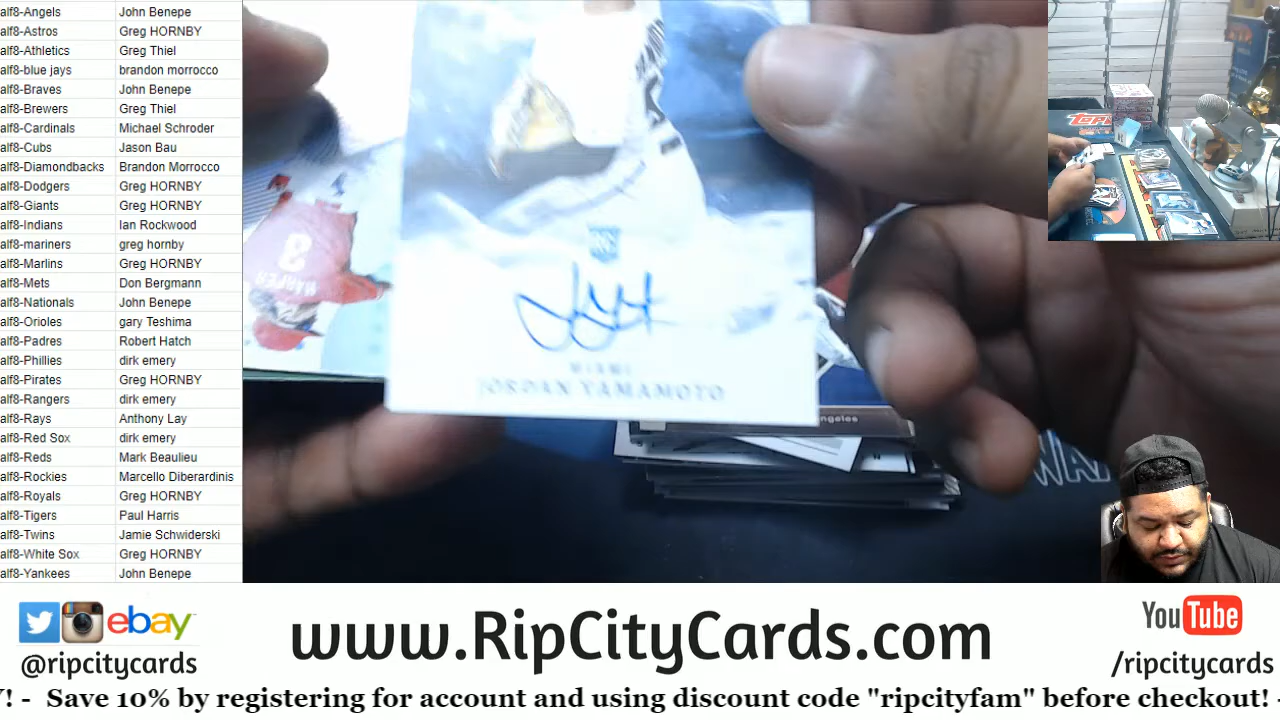 alf8-Angels John Benepe
alf8-Astros Greg HORNBY
alf8-Athletics Greg Thiel
alf8-blue jays brandon morrocco
alf8-Braves John Benepe
alf8-Brewers Greg Thiel
alf8-Cardinals Michael Schroder
alf8-Cubs Jason Bau
alf8-Diamondbacks Brandon Morrocco
alf8-Dodgers Greg HORNBY
alf8-Giants Greg HORNBY
alf8-Indians Ian Rockwood
alf8-mariners greg hornby
alf8-Marlins Greg HORNBY
alf8-Mets Don Bergmann
alf8-Nationals John Benepe
alf8-Orioles gary Teshima
alf8-Padres Robert Hatch
alf8-Phillies dirk emery
alf8-Pirates Greg HORNBY
alf8-Rangers dirk emery
alf8-Rays Anthony Lay
alf8-Red Sox dirk emery
alf8-Reds Mark Beaulieu
alf8-Rockies Marcello Diberardinis
alf8-Royals Greg HORNBY
alf8-Tigers Paul Harris
alf8-Twins Jamie Schwiderski
alf8-White Sox Greg HORNBY
alf8-Yankees John Benepe
HARPER
3
RC
MIAMI
JORDAN YAMAMOTO
ngeles
Topps
ebay
@ripcitycards
www.RipCityCards.com
YouTube
/ripcitycards
Y! - Save 10% by registering for account and using discount code "ripcityfam" before checkout! -